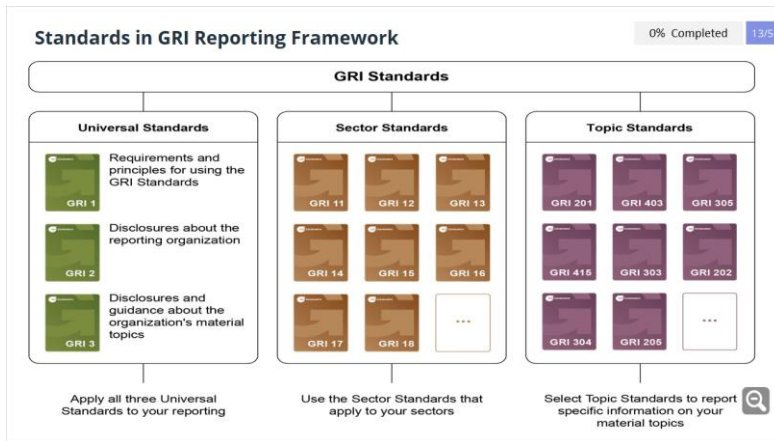 Standards in GRI Reporting Framework
0% Completed
13/5
GRI Standards
Universal Standards
GRI 1
Requirements and
principles for using the
GRI Standards
GRI 2
Disclosures about the
reporting organization
GRI 3
Disclosures and
guidance about the
organization's material
topics
Apply all three Universal
Standards to your reporting
Sector Standards
GRI 11 GRI 12 GRI 13
GRI 14 GRI 15 GRI 16
GRI 17 GRI 18 ...
Use the Sector Standards that
apply to your sectors
Topic Standards
GRI 201 GRI 403 GRI 305
GRI 415 GRI 303 GRI 202
GRI 304 GRI 205 ...
Select Topic Standards to report
specific information on your
material topics